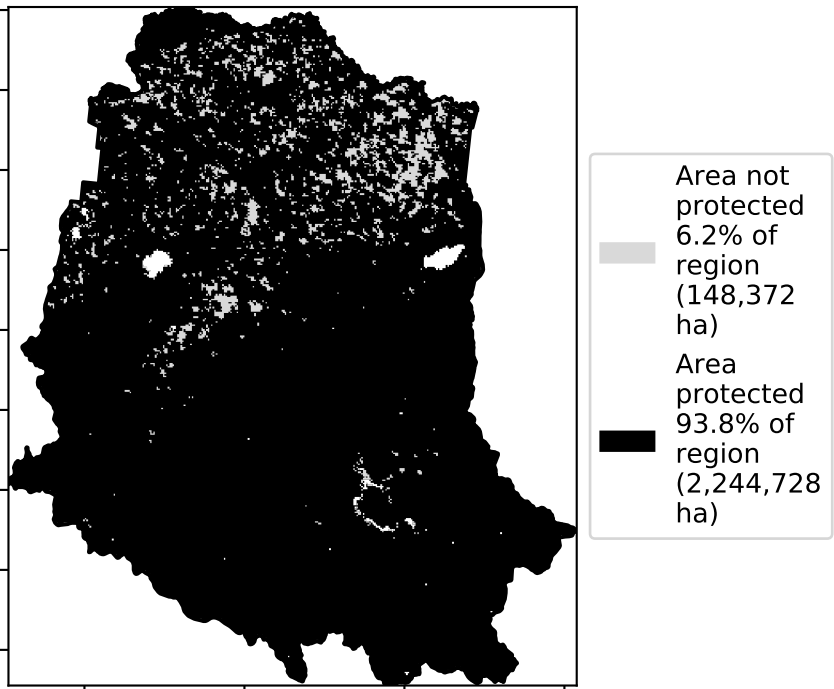 Area not
protected
6.2% of
region
(148,372
ha)
Area
protected
93.8% of
region
(2,244,728
ha)